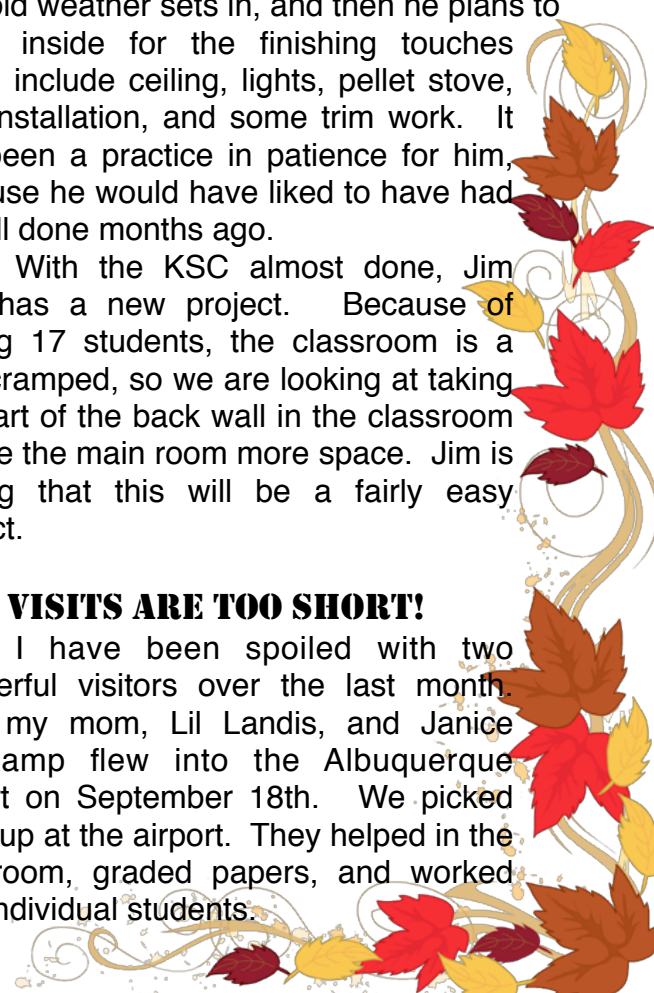 old weather sets in, and then he plans to
inside for the finishing touches
include ceiling, lights, pellet stove,
nstallation, and some trim work. It
been a practice in patience for him,
use he would have liked to have had
ll done months ago.
With the KSC almost done, Jim
has a new project. Because of
g 17 students, the classroom is a
cramped, so we are looking at taking
art of the back wall in the classroom
e the main room more space. Jim is
g that this will be a fairly easy
ct.
VISITS ARE TOO SHORT!
I have been spoiled with two
erful visitors over the last month.
my mom, Lil Landis, and Janice
amp flew into the Albuquerque
t on September 18th. We picked
up at the airport. They helped in the
room, graded papers, and worked
ndividual students.